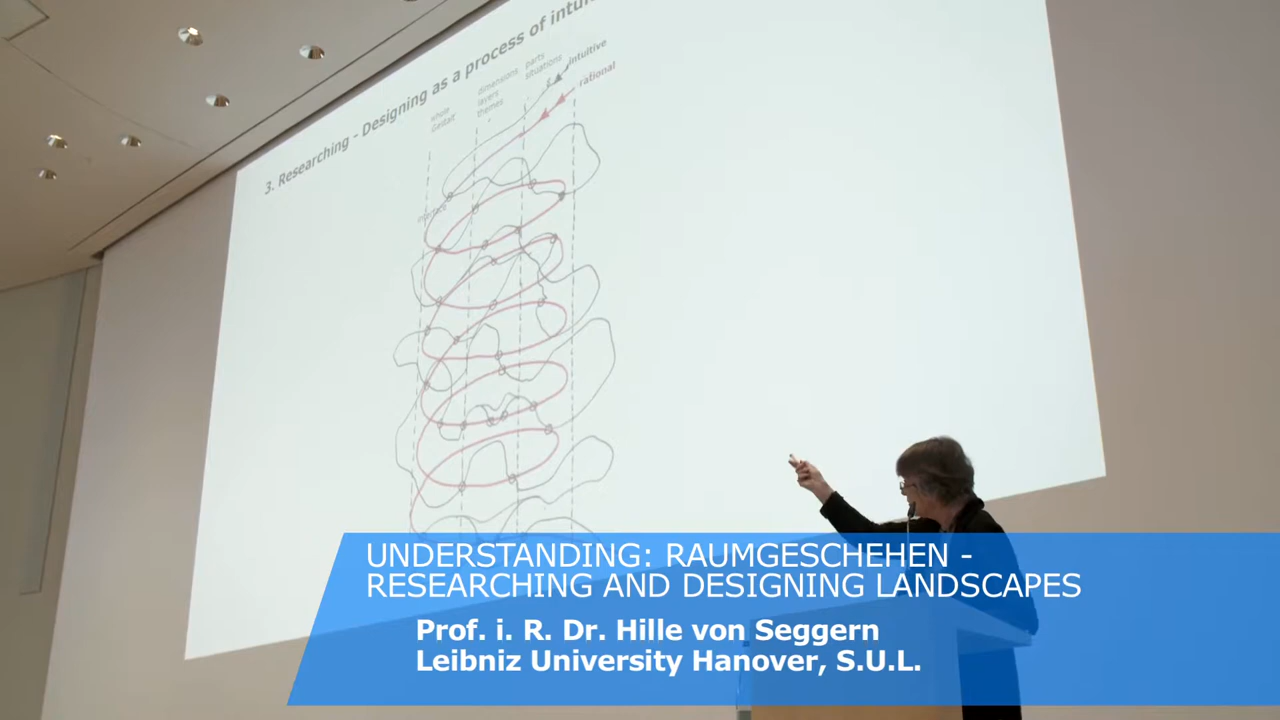 3. Researching - Designing as a process of intui
whole
Gestalt
dimensions
layers
themes
parts
situations
intuitive
rational
UNDERSTANDING: RAUMGESCHEHEN -
RESEARCHING AND DESIGNING LANDSCAPES
Prof. i. R. Dr. Hille von Seggern
Leibniz University Hanover, S.U.L.